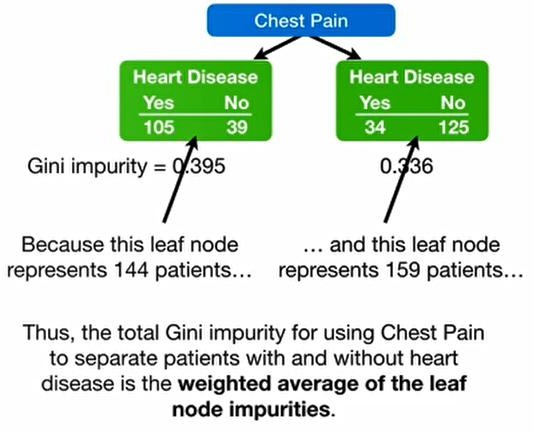 Chest Pain
Heart Disease
Yes No
105 39
Heart Disease
Yes No
34 125
Gini impurity = 0.395
0.336
Because this leaf node
represents 144 patients...
... and this leaf node
represents 159 patients...
Thus, the total Gini impurity for using Chest Pain
to separate patients with and without heart
disease is the weighted average of the leaf
node impurities.